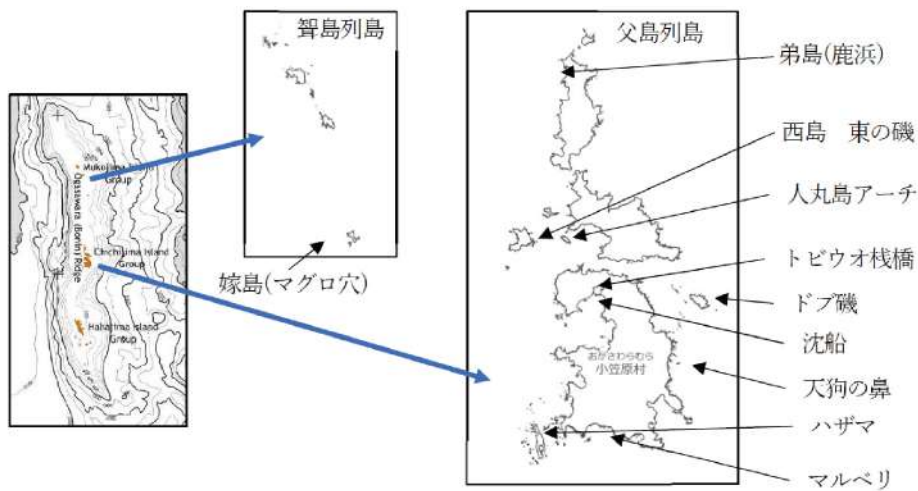 聟島列島
父島列島
弟島(鹿浜)
西島 東の磯
人丸島アーチ
トビウオ桟橋
ドブ磯
沈船
天狗の鼻
ハザマ
マルベリ
嫁島(マグロ穴)
おがさわらむら
小笠原村
Group
Ogasawara (Bonin) Ridge
Chichijima Island
Group
Hahajima Island
Group